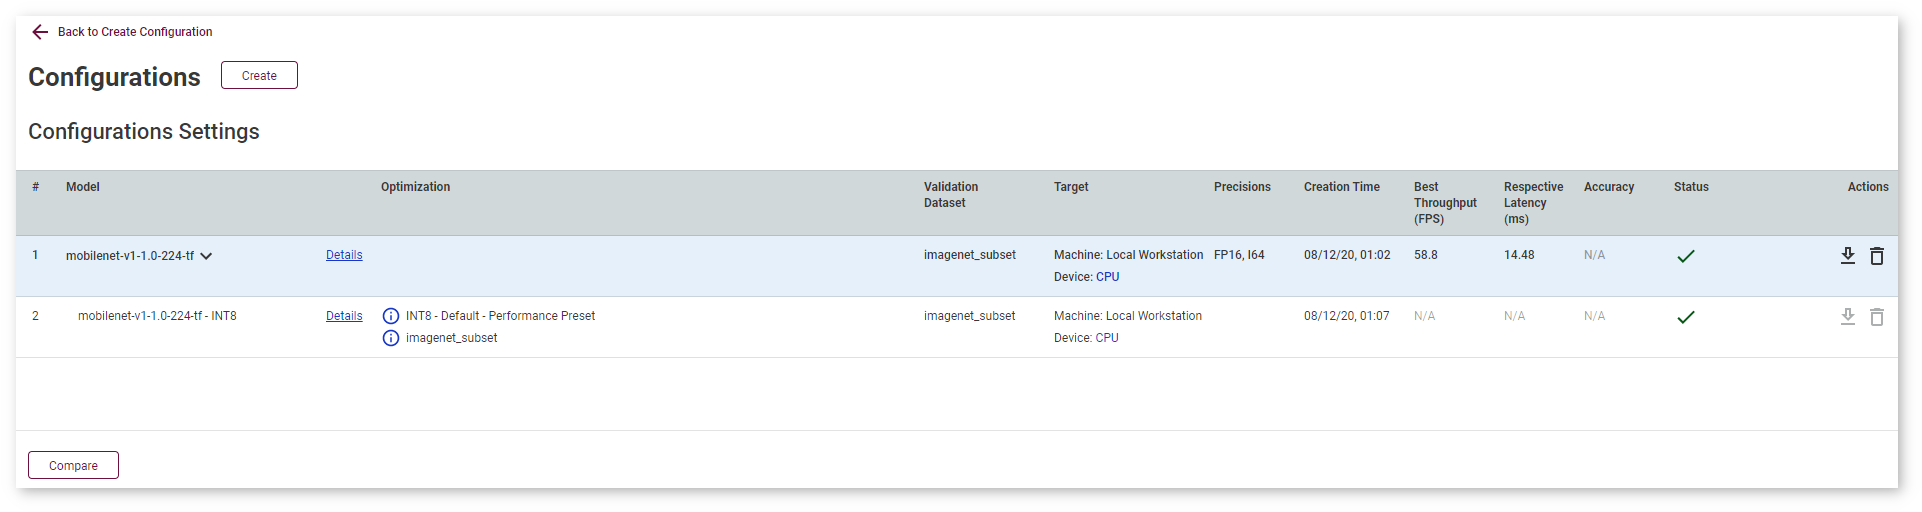 Back to Create Configuration
Configurations
Create
Configurations Settings
# Model Optimization Validation Dataset Target Precisions Creation Time Best Throughput (FPS) Respective Latency (ms) Accuracy Status Actions
1 mobilenet-v1-1.0-224-tf Details imagenet_subset Machine: Local Workstation FP16, I64 08/12/20, 01:02 58.8 14.48 N/A
Device: CPU
2 mobilenet-v1-1.0-224-tf - INT8 Details INT8 - Default - Performance Preset imagenet_subset Machine: Local Workstation 08/12/20, 01:07 N/A N/A N/A
imagenet_subset Device: CPU
Compare